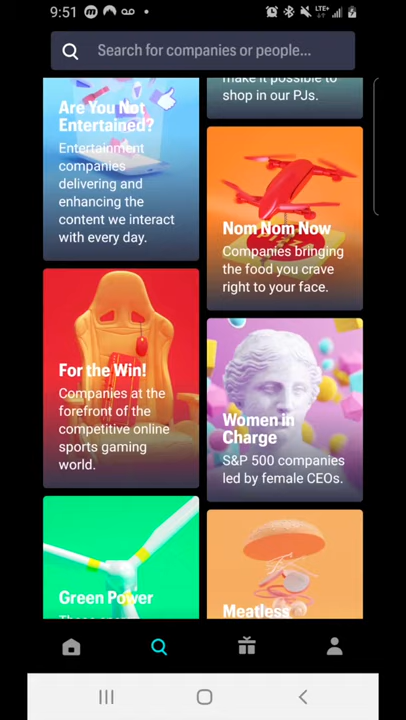 9:51
LTE+
Search for companies or people...
Are You Not
Entertained?
Entertainment
companies
delivering and
enhancing the
content we interact
with every day.
make it possible to
shop in our PJs.
Nom Nom Now
Companies bringing
the food you crave
right to your face.
For the Win!
Companies at the
forefront of the
competitive online
sports gaming
world.
Women in
Charge
S&P 500 companies
led by female CEOs.
Green Power
Meatless